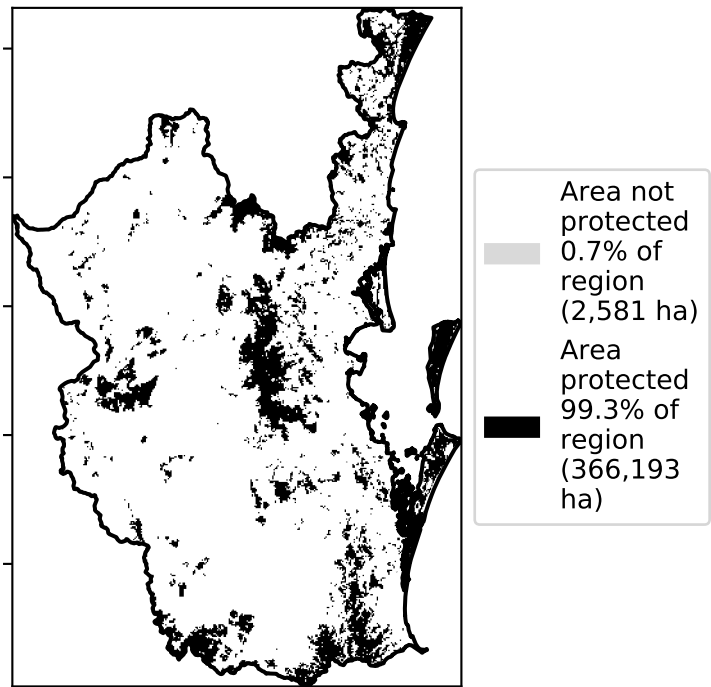 Area not
protected
0.7% of
region
(2,581 ha)
Area
protected
99.3% of
region
(366,193
ha)